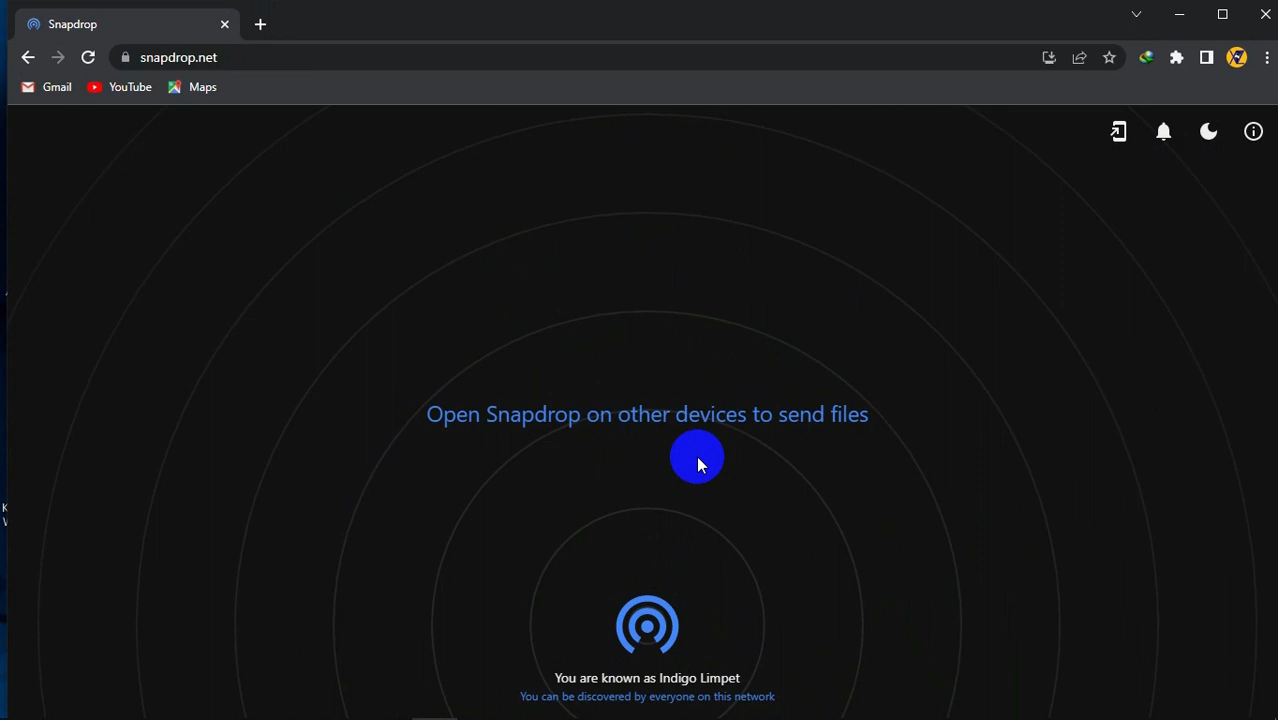 Snapdrop
snapdrop.net
Gmail YouTube Maps
Open Snapdrop on other devices to send files
You are known as Indigo Limpet
You can be discovered by everyone on this network